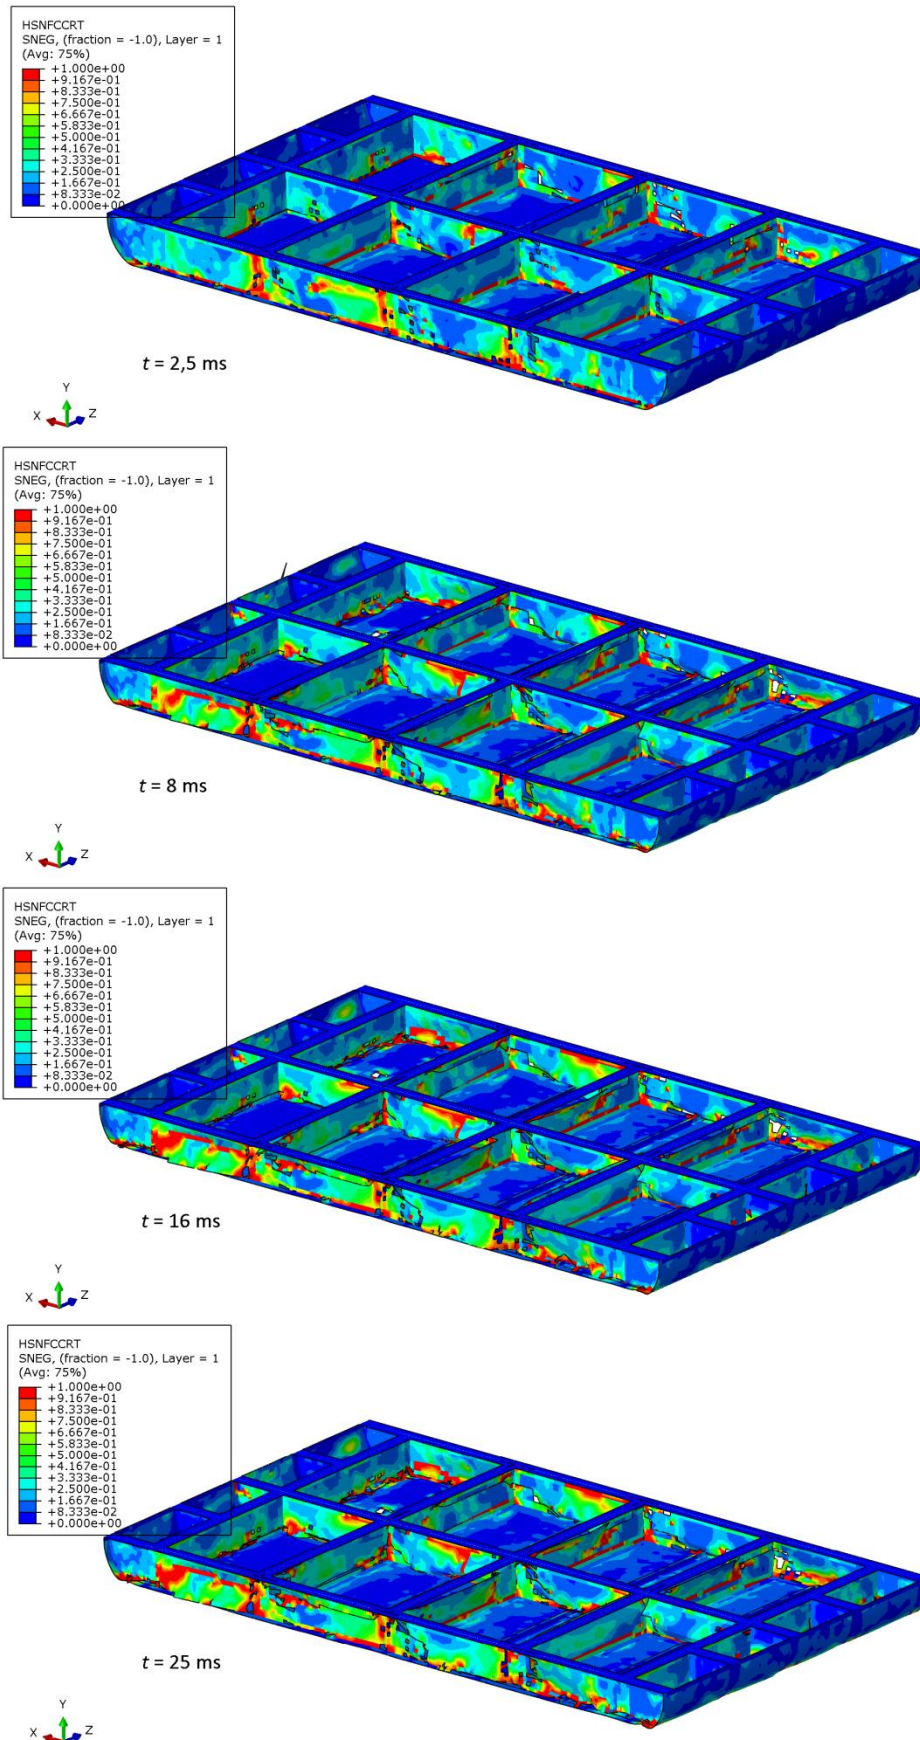 HSNFCCRT
SNEG, (fraction = -1.0), Layer = 1
(Avg: 75%)
+1.000e+00
+9.167e-01
+8.333e-01
+7.500e-01
+6.667e-01
+5.833e-01
+5.000e-01
+4.167e-01
+3.333e-01
+2.500e-01
+1.667e-01
+8.333e-02
+0.000e+00
t = 2,5 ms
Y
X Z
HSNFCCRT
SNEG, (fraction = -1.0), Layer = 1
(Avg: 75%)
+1.000e+00
+9.167e-01
+8.333e-01
+7.500e-01
+6.667e-01
+5.833e-01
+5.000e-01
+4.167e-01
+3.333e-01
+2.500e-01
+1.667e-01
+8.333e-02
+0.000e+00
t = 8 ms
Y
X Z
HSNFCCRT
SNEG, (fraction = -1.0), Layer = 1
(Avg: 75%)
+1.000e+00
+9.167e-01
+8.333e-01
+7.500e-01
+6.667e-01
+5.833e-01
+5.000e-01
+4.167e-01
+3.333e-01
+2.500e-01
+1.667e-01
+8.333e-02
+0.000e+00
t = 16 ms
Y
X Z
HSNFCCRT
SNEG, (fraction = -1.0), Layer = 1
(Avg: 75%)
+1.000e+00
+9.167e-01
+8.333e-01
+7.500e-01
+6.667e-01
+5.833e-01
+5.000e-01
+4.167e-01
+3.333e-01
+2.500e-01
+1.667e-01
+8.333e-02
+0.000e+00
t = 25 ms
Y
X Z